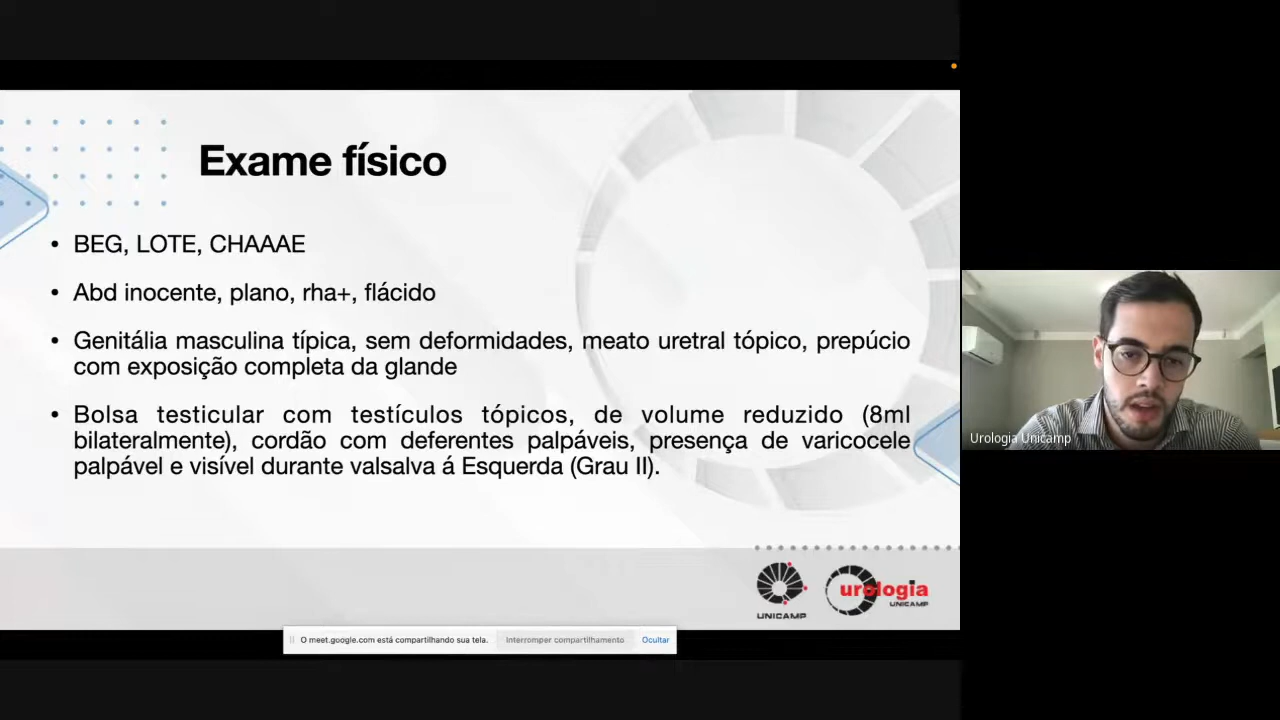 Exame físico
• BEG, LOTE, CHAAAE
• Abd inocente, plano, rha+, flácido
• Genitália masculina típica, sem deformidades, meato uretral tópico, prepúcio
com exposição completa da glande
• Bolsa testicular com testículos tópicos, de volume reduzido (8ml
bilateralmente), cordão com deferentes palpáveis, presença de varicocele
palpável e visível durante valsalva á Esquerda (Grau II).
Urologia Unicamp
UNICAMP
urologia
UNICAMP
O meet.google.com está compartilhando sua tela.
Interromper compartilhamento
Ocultar